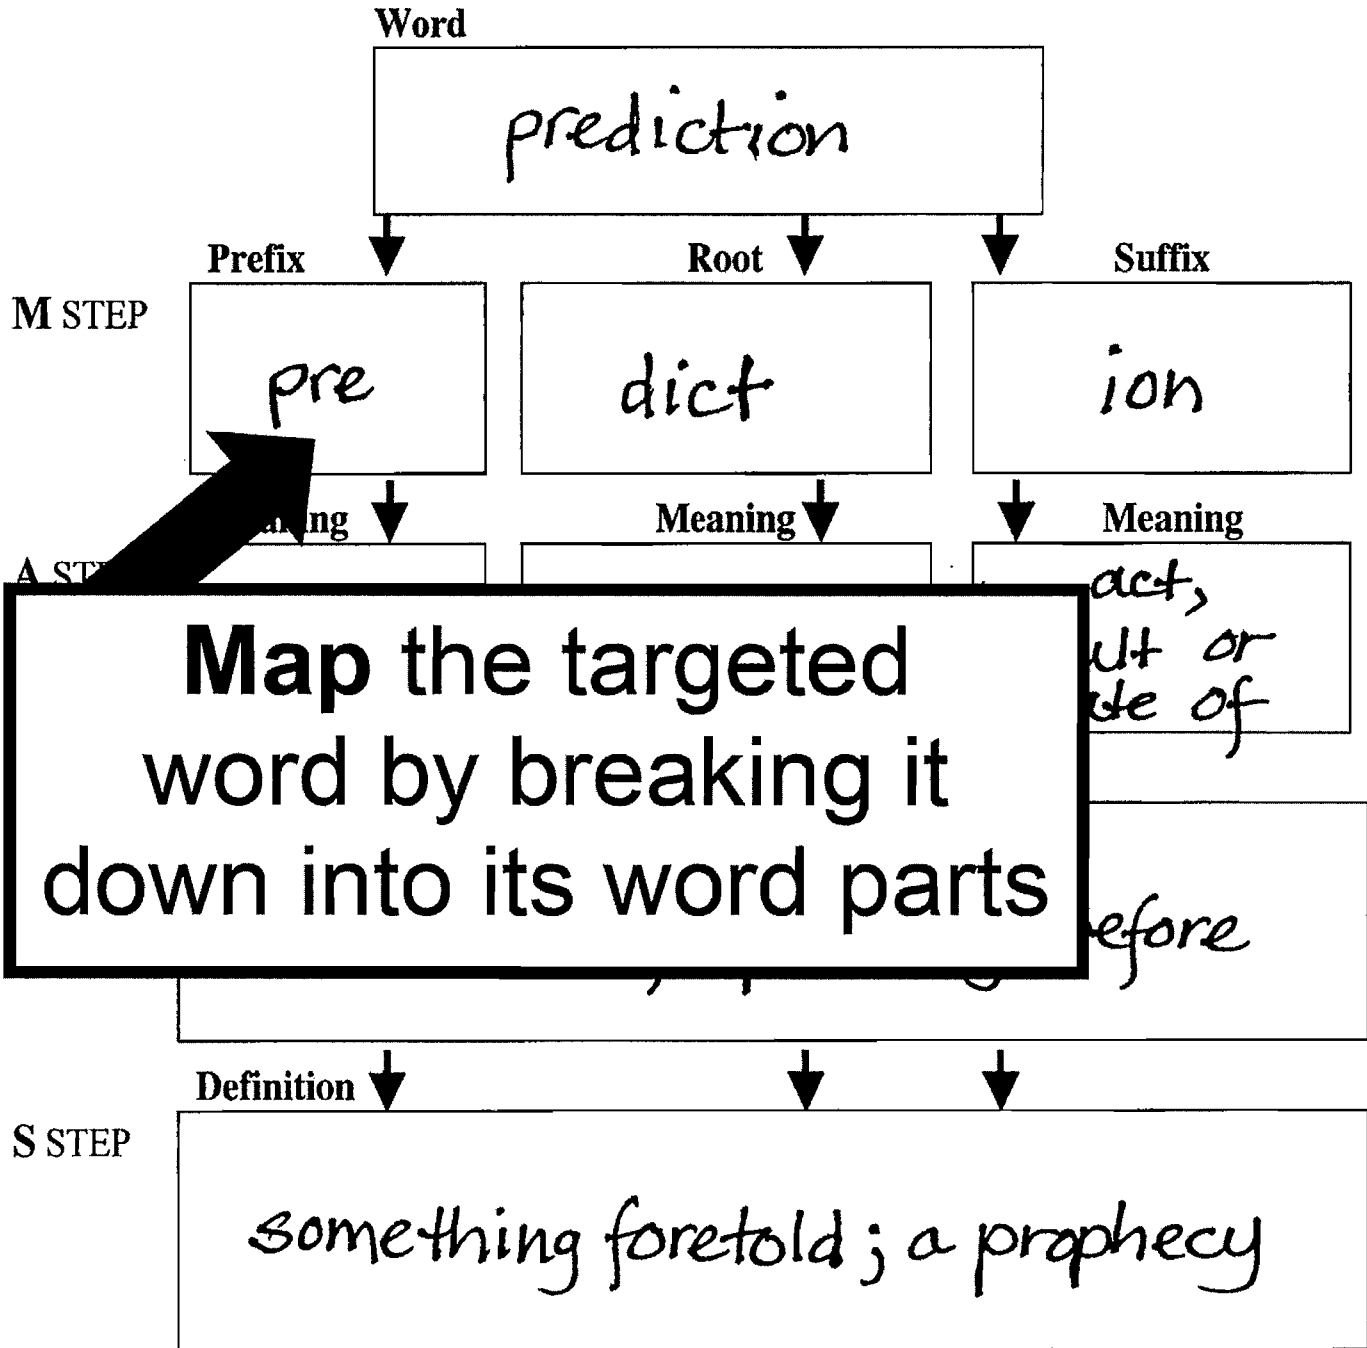 Word
prediction
Prefix Root Suffix
M STEP
pre dict ion
Meaning Meaning
A
act,
or
of
Map the targeted
word by breaking it
down into its word parts
Definition
S STEP
something foretold; a prophecy